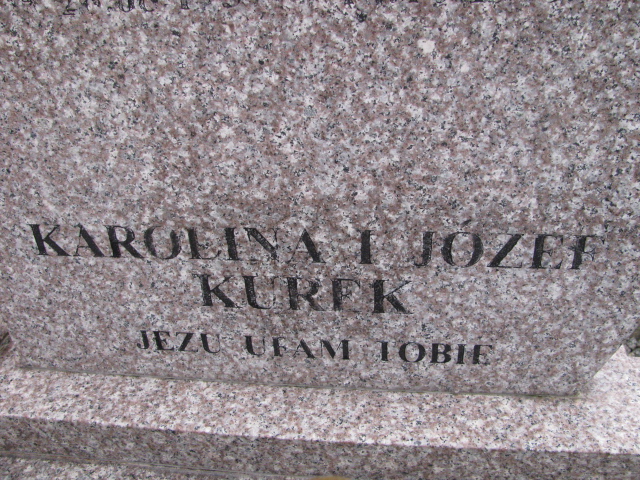 KAROLINA I JÓZEF
KUREK
JEZU UFAM TOBIE